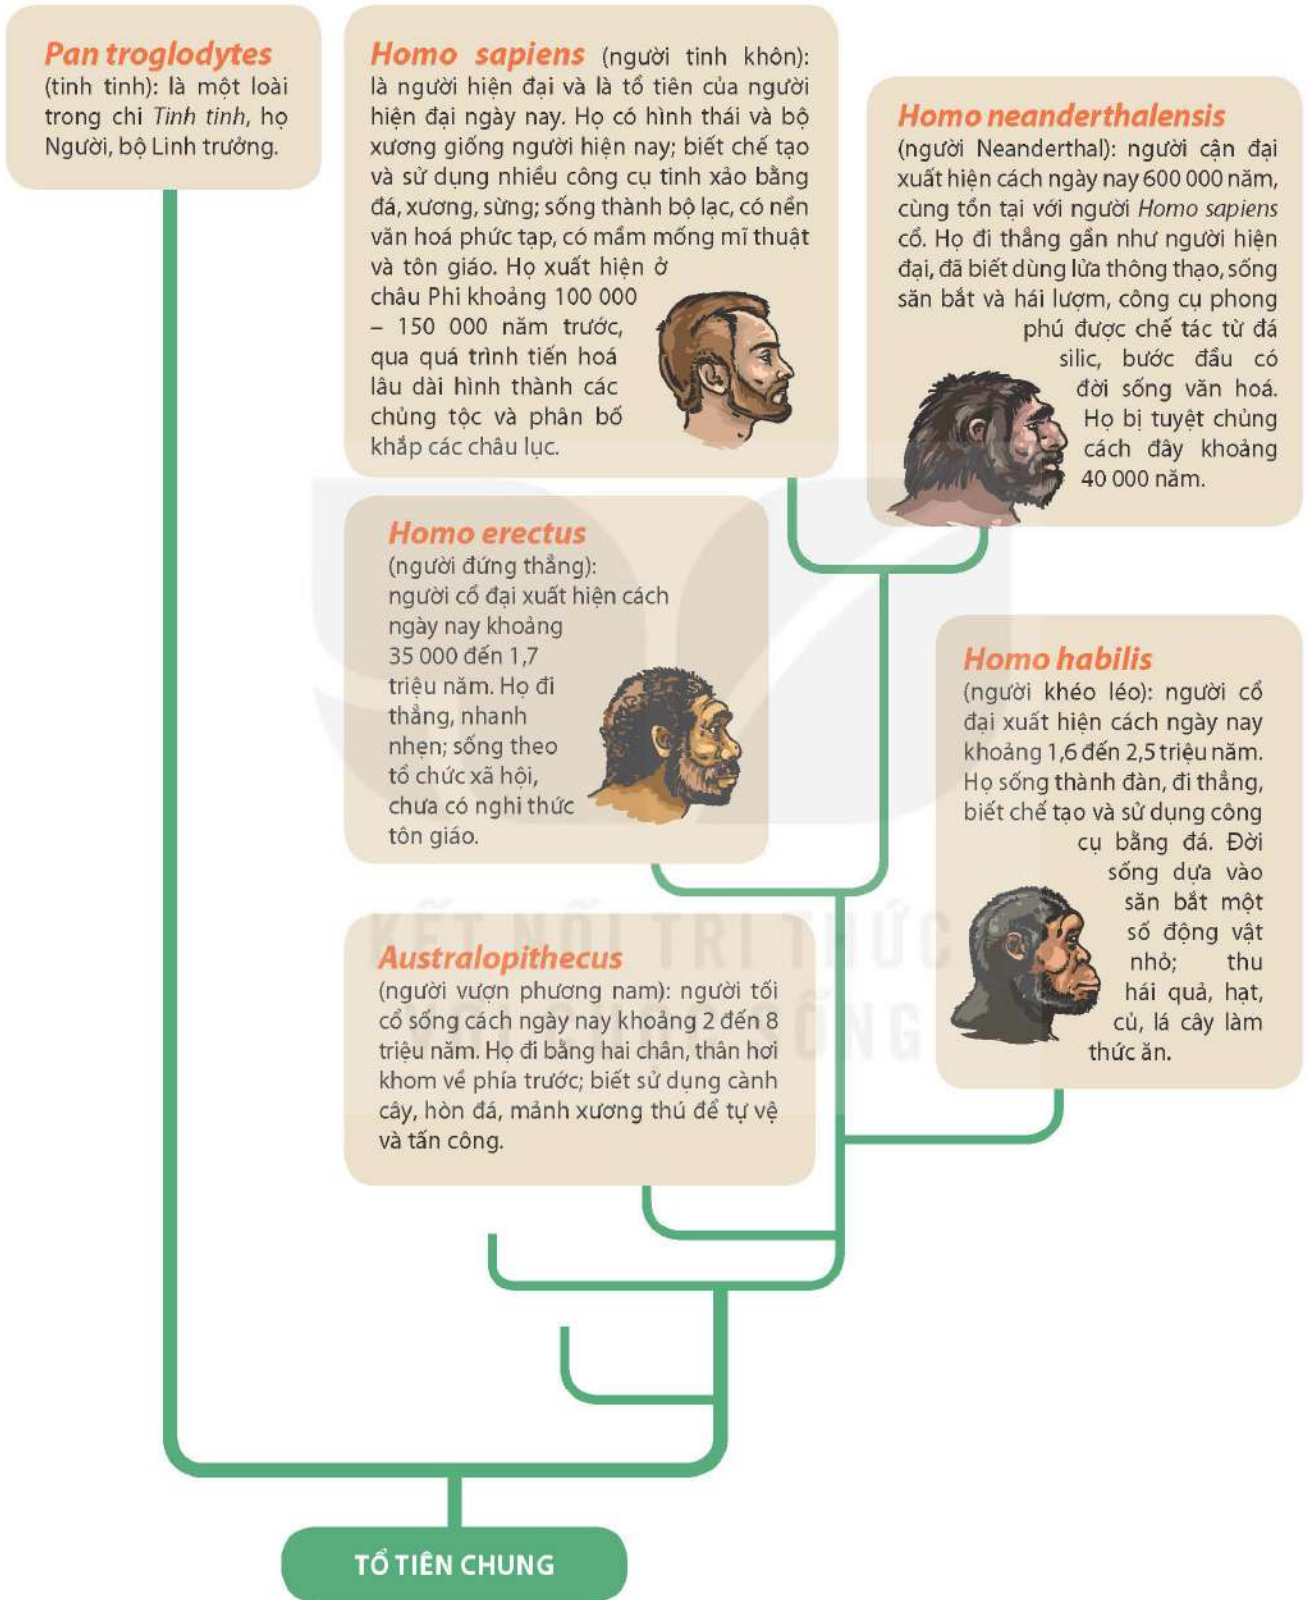 Pan troglodytes
(tinh tinh): là một loài
trong chi Tinh tinh, họ
Người, bộ Linh trưởng.
Homo sapiens (người tinh khôn):
là người hiện đại và là tổ tiên của người
hiện đại ngày nay. Họ có hình thái và bộ
xương giống người hiện nay; biết chế tạo
và sử dụng nhiều công cụ tinh xảo bằng
đá, xương, sừng; sống thành bộ lạc, có nền
văn hoá phức tạp, có mầm mống mĩ thuật
và tôn giáo. Họ xuất hiện ở
châu Phi khoảng 100 000
– 150 000 năm trước,
qua quá trình tiến hoá
lâu dài hình thành các
chủng tộc và phân bố
khắp các châu lục.
Homo neanderthalensis
(người Neanderthal): người cận đại
xuất hiện cách ngày nay 600 000 năm,
cùng tồn tại với người Homo sapiens
cổ. Họ đi thẳng gần như người hiện
đại, đã biết dùng lửa thông thạo, sống
săn bắt và hái lượm, công cụ phong
phú được chế tác từ đá
silic, bước đầu có
đời sống văn hoá.
Họ bị tuyệt chủng
cách đây khoảng
40 000 năm.
Homo erectus
(người đứng thẳng):
người cổ đại xuất hiện cách
ngày nay khoảng
35 000 đến 1,7
triệu năm. Họ đi
thẳng, nhanh
nhẹn; sống theo
tổ chức xã hội,
chưa có nghi thức
tôn giáo.
Homo habilis
(người khéo léo): người cổ
đại xuất hiện cách ngày nay
khoảng 1,6 đến 2,5 triệu năm.
Họ sống thành đàn, đi thẳng,
biết chế tạo và sử dụng công
cụ bằng đá. Đời
sống dựa vào
săn bắt một
số động vật
nhỏ; thu
hái quả, hạt,
củ, lá cây làm
thức ăn.
KẾT NỐI TRI THỨC
VỚI CUỘC SỐNG
Australopithecus
(người vượn phương nam): người tối
cổ sống cách ngày nay khoảng 2 đến 8
triệu năm. Họ đi bằng hai chân, thân hơi
khom về phía trước; biết sử dụng cành
cây, hòn đá, mảnh xương thú để tự vệ
và tấn công.
TỔ TIÊN CHUNG